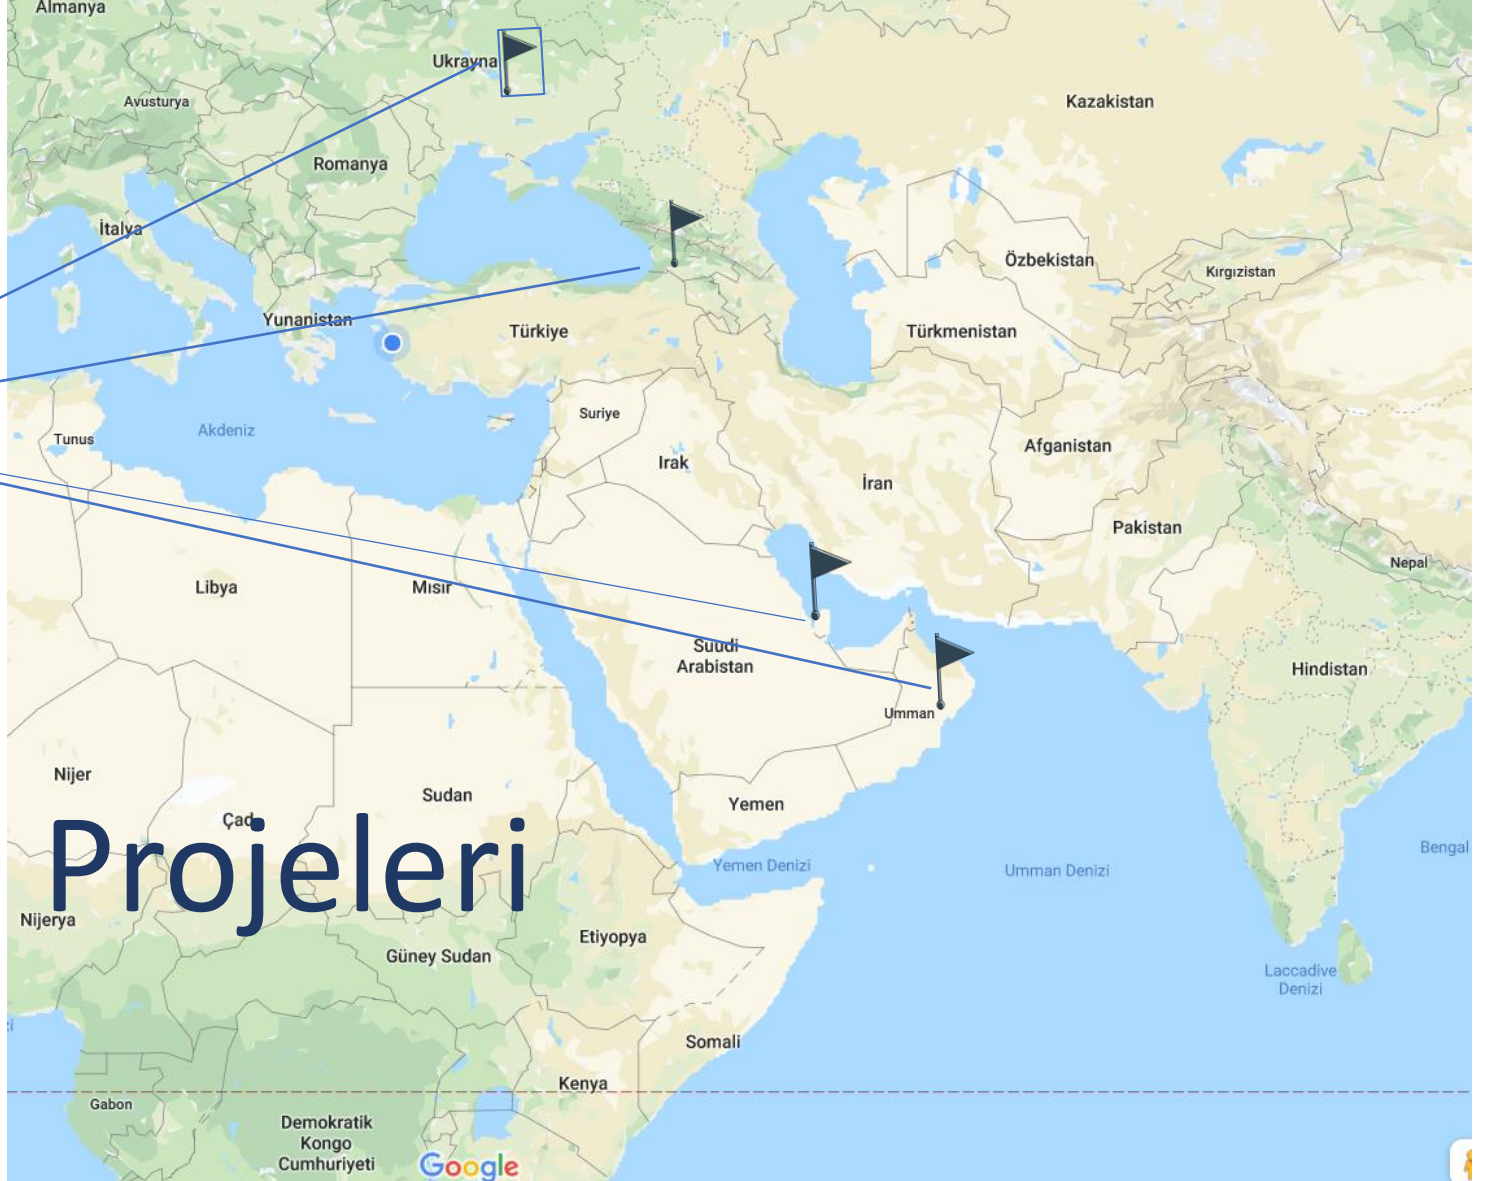 Almanya
Ukrayna
Avusturya
Kazakistan
Romanya
İtalya
Özbekistan
Kırgızistan
Yunanistan
Türkiye
Türkmenistan
Suriye
Akdeniz
Tunus
Irak
Afganistan
İran
Pakistan
Nepal
Libya
Mısır
Suudi
Arabistan
Hindistan
Umman
Nijer
Sudan
Yemen
Çad
Projeleri
Bengal
Yemen Denizi
Umman Denizi
Nijerya
Etiyopya
Güney Sudan
Laccadive
Denizi
Somali
Kenya
Gabon
Demokratik
Kongo
Cumhuriyeti
Google